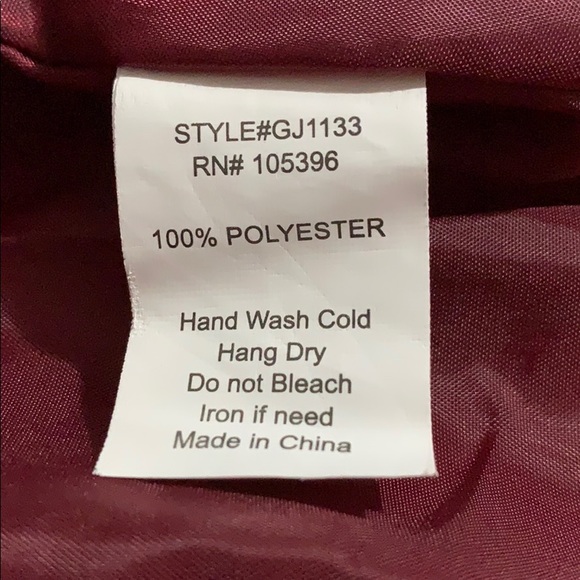 STYLE#GJ1133
RN# 105396
100% POLYESTER
Hand Wash Cold
Hang Dry
Do not Bleach
Iron if need
Made in China